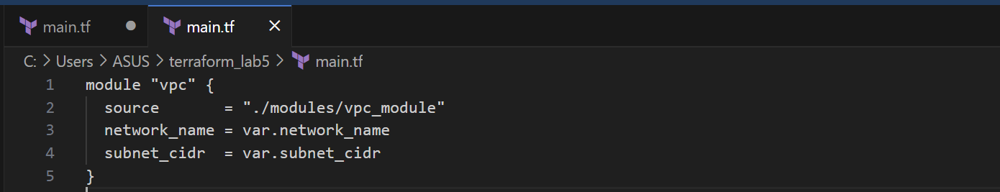 main.tf
main.tf
C: > Users > ASUS > terraform_lab5 > main.tf
1 module "vpc" {
2   source       = "./modules/vpc_module"
3   network_name = var.network_name
4   subnet_cidr  = var.subnet_cidr
5 }